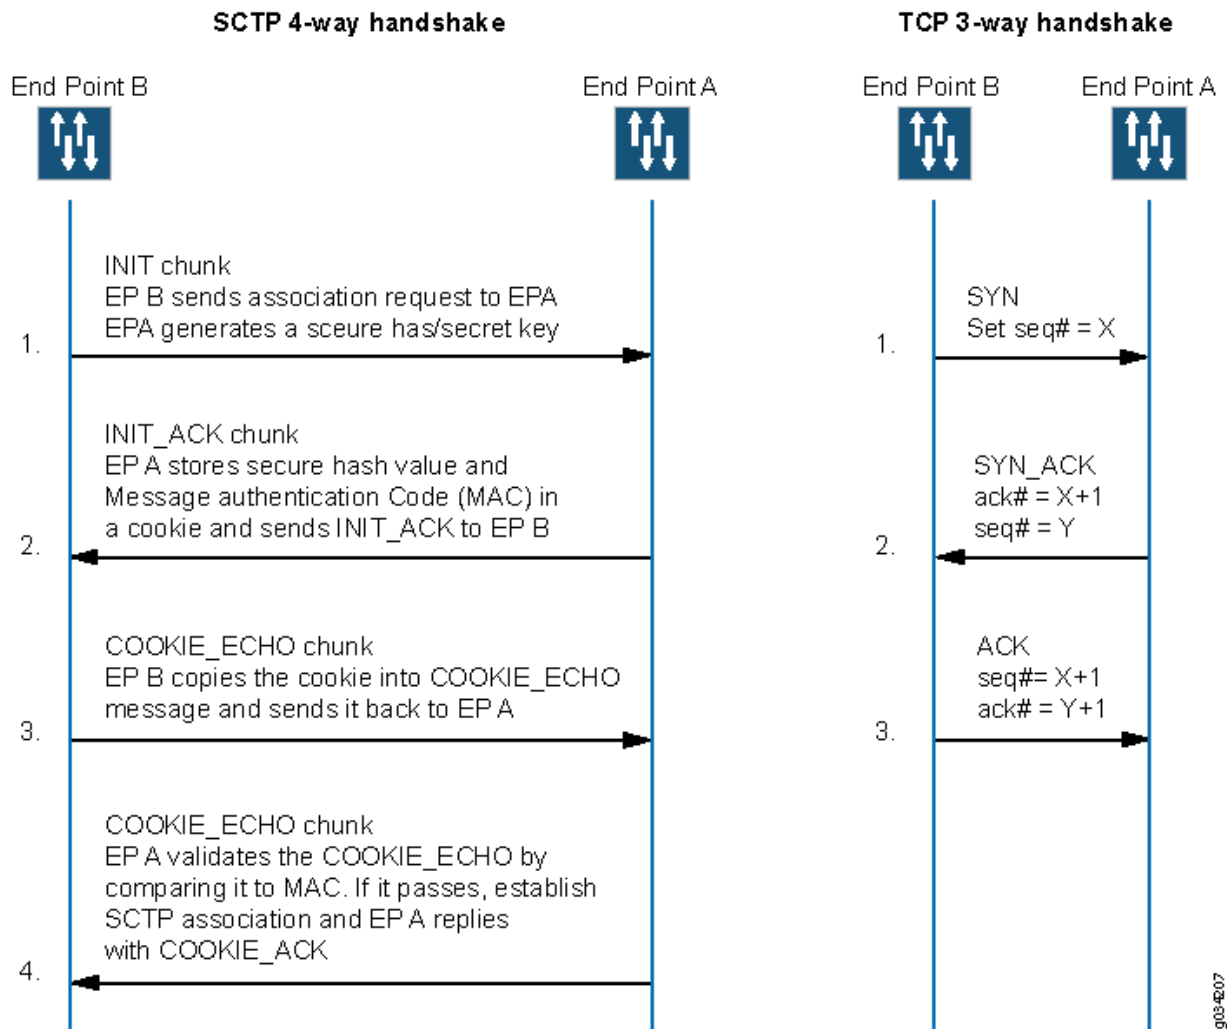 SCTP 4-way handshake
End Point B
End Point A
INIT chunk
EP B sends association request to EPA
EPA generates a sceure has/secret key
1.
INIT_ACK chunk
EP A stores secure hash value and
Message authentication Code (MAC) in
a cookie and sends INIT_ACK to EP B
2.
COOKIE_ECHO chunk
EP B copies the cookie into COOKIE_ECHO
message and sends it back to EP A
3.
COOKIE_ECHO chunk
EP A validates the COOKIE_ECHO by
comparing it to MAC. If it passes, establish
SCTP association and EP A replies
with COOKIE_ACK
4.
TCP 3-way handshake
End Point B
End Point A
SYN
Set seq# = X
1.
SYN_ACK
ack# = X+1
seq# = Y
2.
ACK
seq#= X+1
ack# = Y+1
3.
g034207